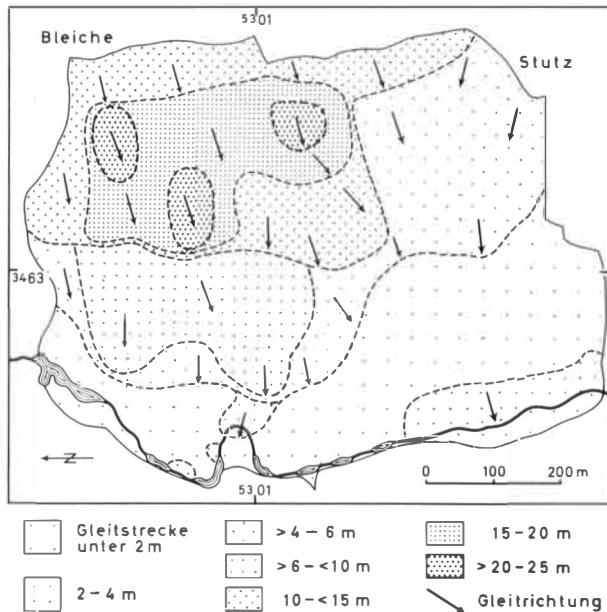 5301
Bleiche
Stutz
3463
N
5301
0 100 200 m
Gleitstrecke
unter 2 m
2 – 4 m
> 4 – 6 m
> 6 – < 10 m
10 – < 15 m
15 – 20 m
> 20 – 25 m
Gleitrichtung